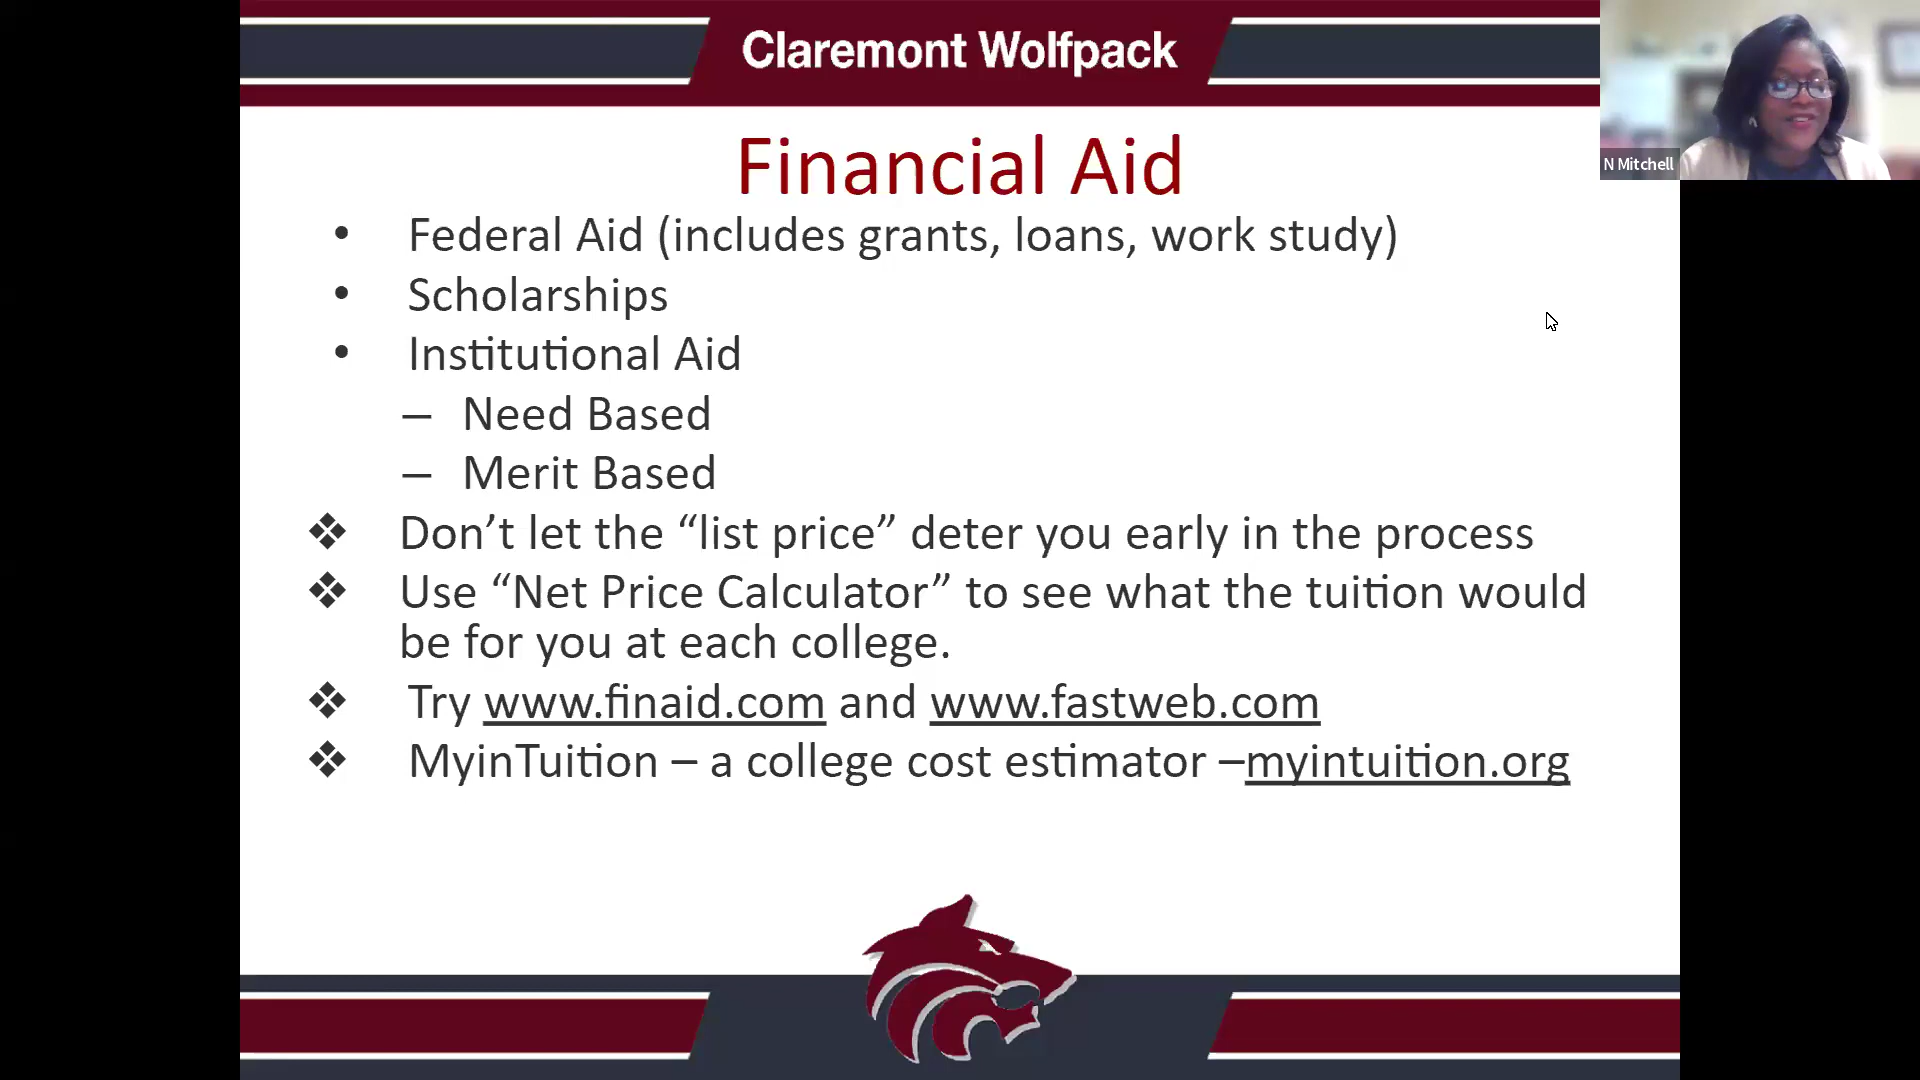 Claremont Wolfpack
N Mitchell
Financial Aid
• Federal Aid (includes grants, loans, work study)
• Scholarships
• Institutional Aid
– Need Based
– Merit Based
❖ Don’t let the “list price” deter you early in the process
❖ Use “Net Price Calculator” to see what the tuition would
be for you at each college.
❖ Try www.finaid.com and www.fastweb.com
❖ MyinTuition – a college cost estimator –myintuition.org